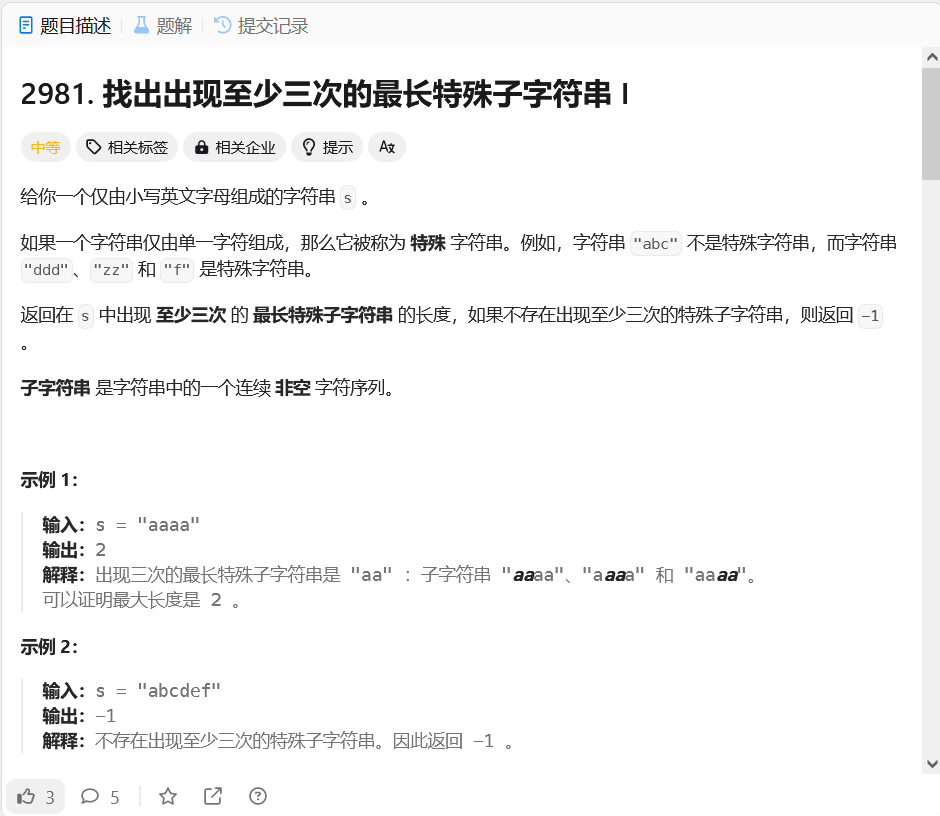 题目描述 题解 提交记录
2981. 找出出现至少三次的最长特殊子字符串 I
中等 相关标签 相关企业 提示
给你一个仅由小写英文字母组成的字符串 s 。
如果一个字符串仅由单一字符组成，那么它被称为 特殊 字符串。例如，字符串 "abc" 不是特殊字符串，而字符串
"ddd"、"zz" 和 "f" 是特殊字符串。
返回在 s 中出现 至少三次 的 最长特殊子字符串 的长度，如果不存在出现至少三次的特殊子字符串，则返回 -1
。
子字符串 是字符串中的一个连续 非空 字符序列。
示例 1：
输入：s = "aaaa"
输出：2
解释：出现三次的最长特殊子字符串是 "aa" ：子字符串 "aaaa"、"aaaa" 和 "aaaa"。
可以证明最大长度是 2 。
示例 2：
输入：s = "abcdef"
输出：-1
解释：不存在出现至少三次的特殊子字符串。因此返回 -1 。
3 5